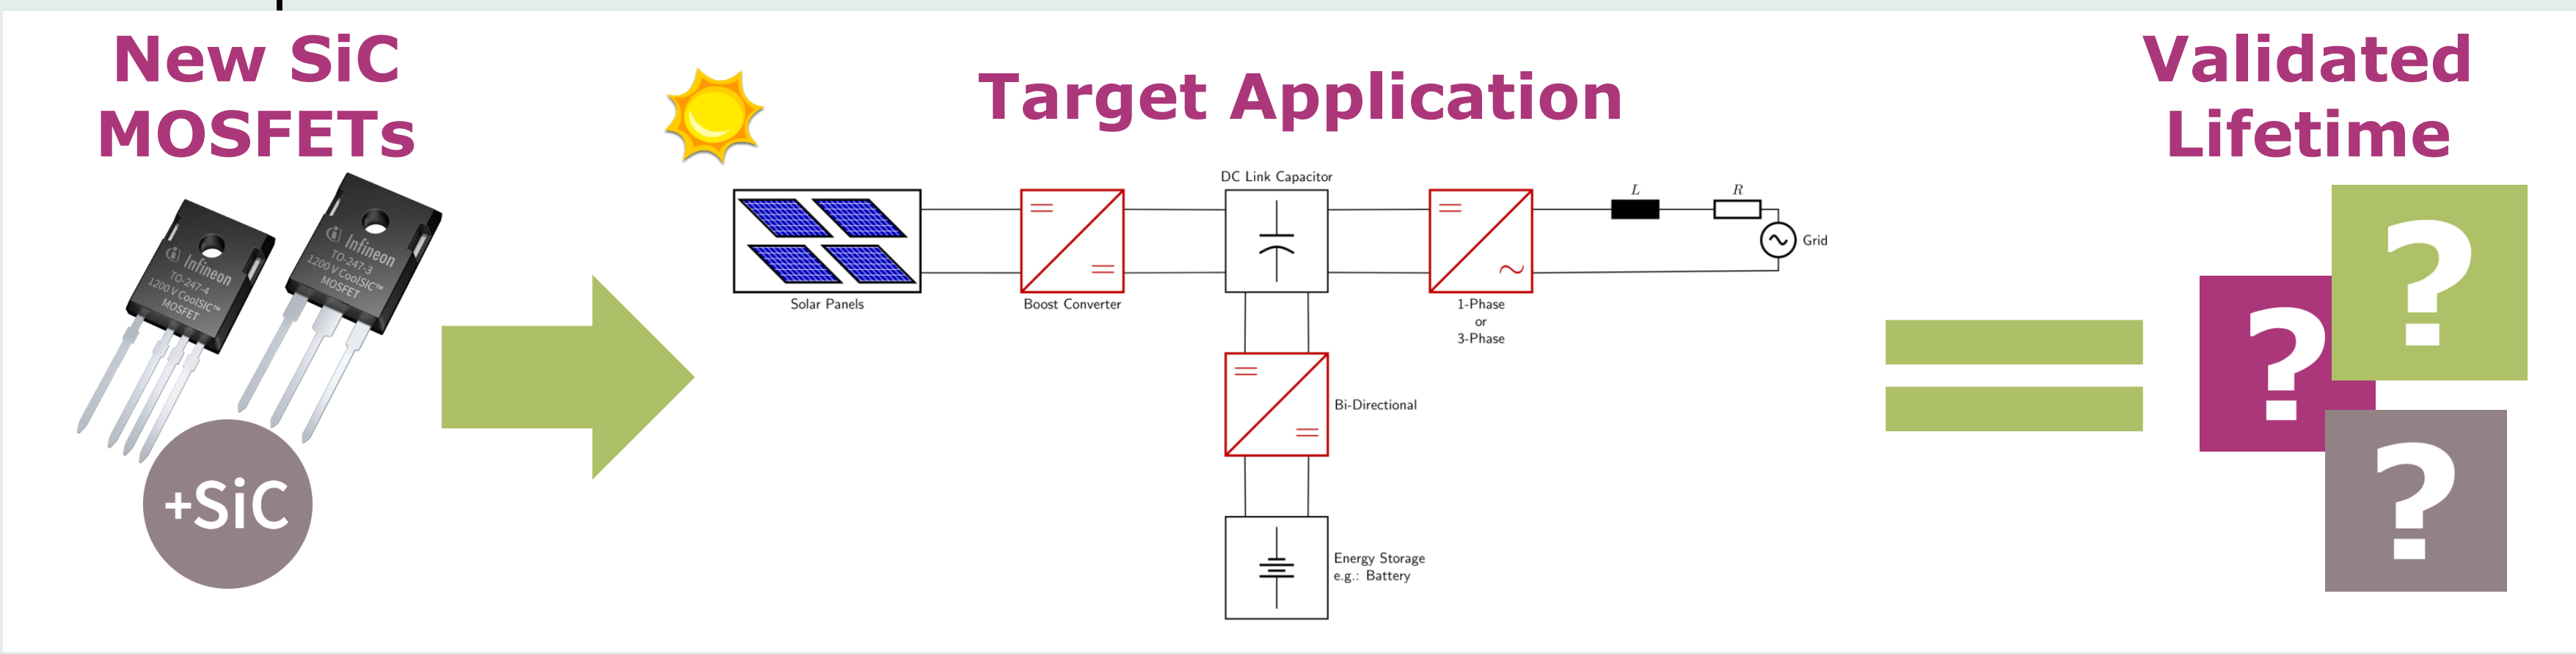 New SiC
MOSFETs
Infineon
TO-247-4
1200 V CoolSiC™
MOSFET
Infineon
TO-247-3
1200 V CoolSiC™
MOSFET
+SiC
Target Application
Solar Panels
Boost Converter
DC Link Capacitor
1-Phase
or
3-Phase
L
R
Grid
Bi-Directional
Energy Storage
e.g.: Battery
Validated
Lifetime
?
?
?